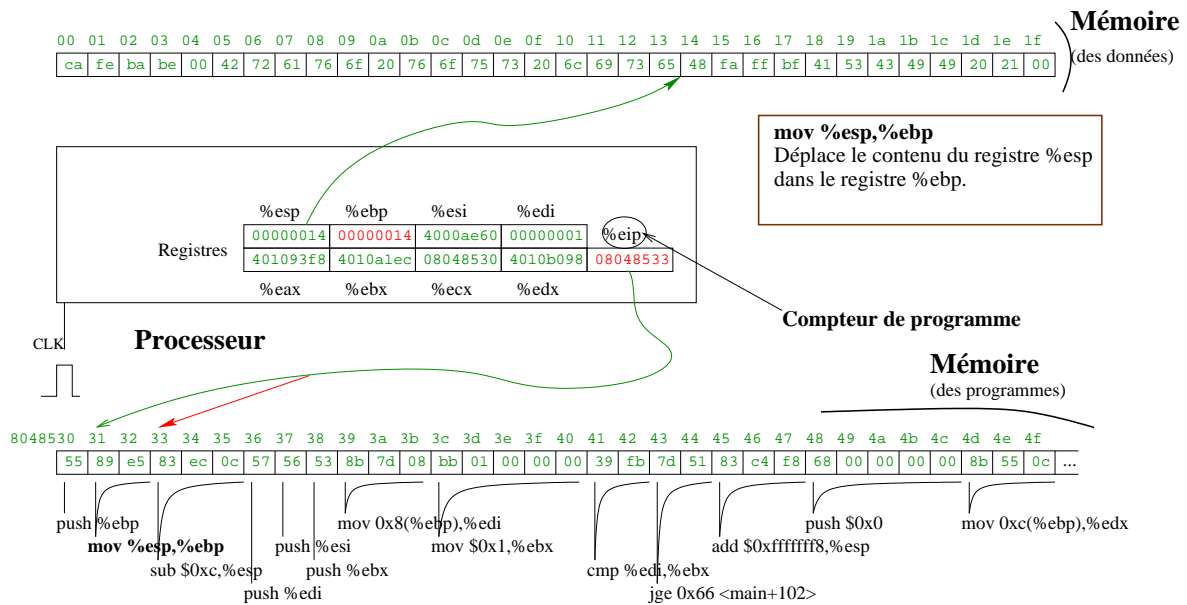 Mémoire
(des données)
00 01 02 03 04 05 06 07 08 09 0a 0b 0c 0d 0e 0f 10 11 12 13 14 15 16 17 18 19 1a 1b 1c 1d 1e 1f
ca fe ba be 00 42 72 61 76 6f 20 76 6f 75 73 20 6c 69 73 65 48 fa ff bf 41 53 43 49 49 20 21 00
mov %esp,%ebp
Déplace le contenu du registre %esp
dans le registre %ebp.
%esp %ebp %esi %edi
Registres
00000014 00000014 4000ae60 00000001 %eip
401093f8 4010a1ec 08048530 4010b098 08048533
%eax %ebx %ecx %edx
Compteur de programme
CLK
Processeur
Mémoire
(des programmes)
8048530 31 32 33 34 35 36 37 38 39 3a 3b 3c 3d 3e 3f 40 41 42 43 44 45 46 47 48 49 4a 4b 4c 4d 4e 4f
55 89 e5 83 ec 0c 57 56 53 8b 7d 08 bb 01 00 00 00 39 fb 7d 51 83 c4 f8 68 00 00 00 00 8b 55 0c ...
push %ebp
mov 0x8(%ebp),%edi
push $0x0
mov 0xc(%ebp),%edx
mov %esp,%ebp
push %esi
mov $0x1,%ebx
add $0xfffffff8,%esp
sub $0xc,%esp
push %ebx
cmp %edi,%ebx
push %edi
jge 0x66 <main+102>